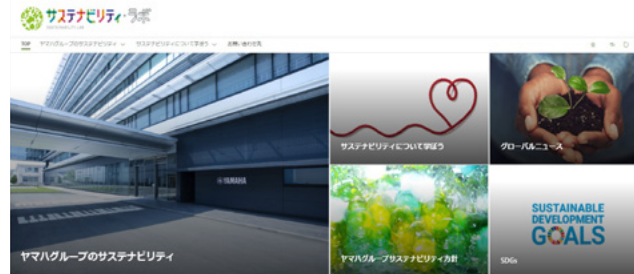 サステナビリティ・ラボ
SUSTAINABILITY LAB
TOP ヤマハグループのサステナビリティ サステナビリティについて学ぼう お問い合わせ先
YAMAHA
ヤマハグループのサステナビリティ
サステナビリティについて学ぼう
グローバルニュース
ヤマハグループサステナビリティ方針
SUSTAINABLE
DEVELOPMENT
GOALS
SDGs